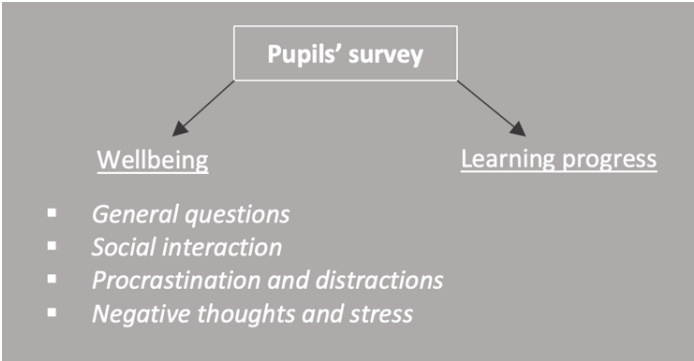 Pupils’ survey
Wellbeing
Learning progress
▪ General questions
▪ Social interaction
▪ Procrastination and distractions
▪ Negative thoughts and stress